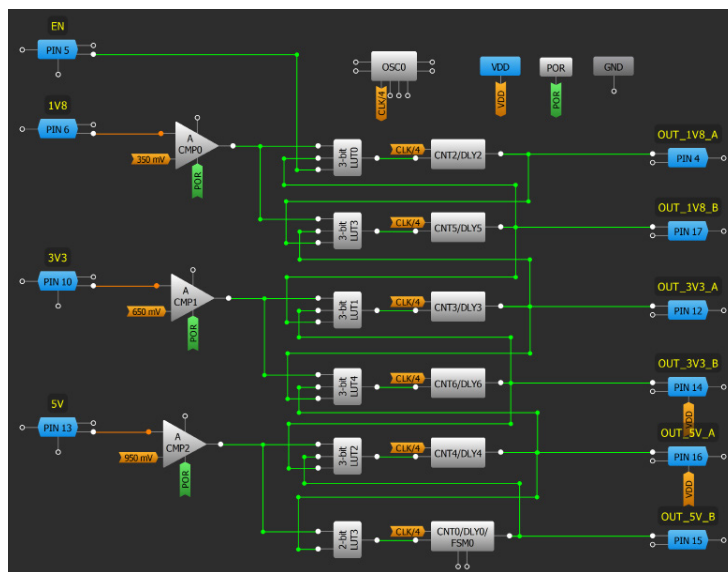 EN
PIN 5
OSC0
VDD
POR
GND
CLK/4
VDD
POR
1V8
PIN 6
A
CMP0
350 mV
POR
3-bit
LUT0
CLK/4
CNT2/DLY2
OUT_1V8_A
PIN 4
3-bit
LUT3
CLK/4
CNT5/DLY5
OUT_1V8_B
PIN 17
3V3
PIN 10
A
CMP1
650 mV
POR
3-bit
LUT1
CLK/4
CNT3/DLY3
OUT_3V3_A
PIN 12
3-bit
LUT4
CLK/4
CNT6/DLY6
OUT_3V3_B
PIN 14
VDD
5V
PIN 13
A
CMP2
950 mV
POR
3-bit
LUT2
CLK/4
CNT4/DLY4
OUT_5V_A
PIN 16
VDD
2-bit
LUT3
CLK/4
CNT0/DLY0/
FSM0
OUT_5V_B
PIN 15